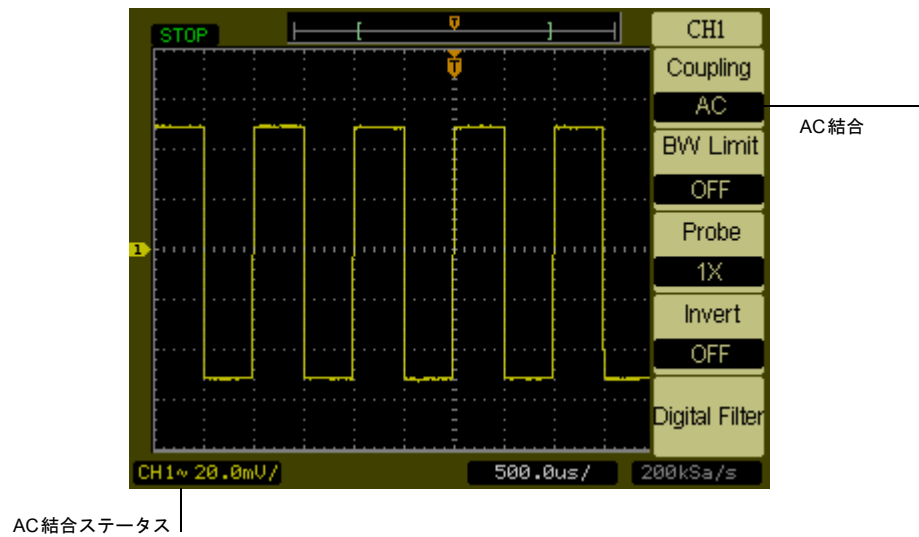 STOP
T
CH1
T
Coupling
AC
AC結合
BW Limit
OFF
Probe
1
1X
Invert
OFF
Digital Filter
CH1~ 20.0mV/
500.0us/
200kSa/s
AC結合ステータス